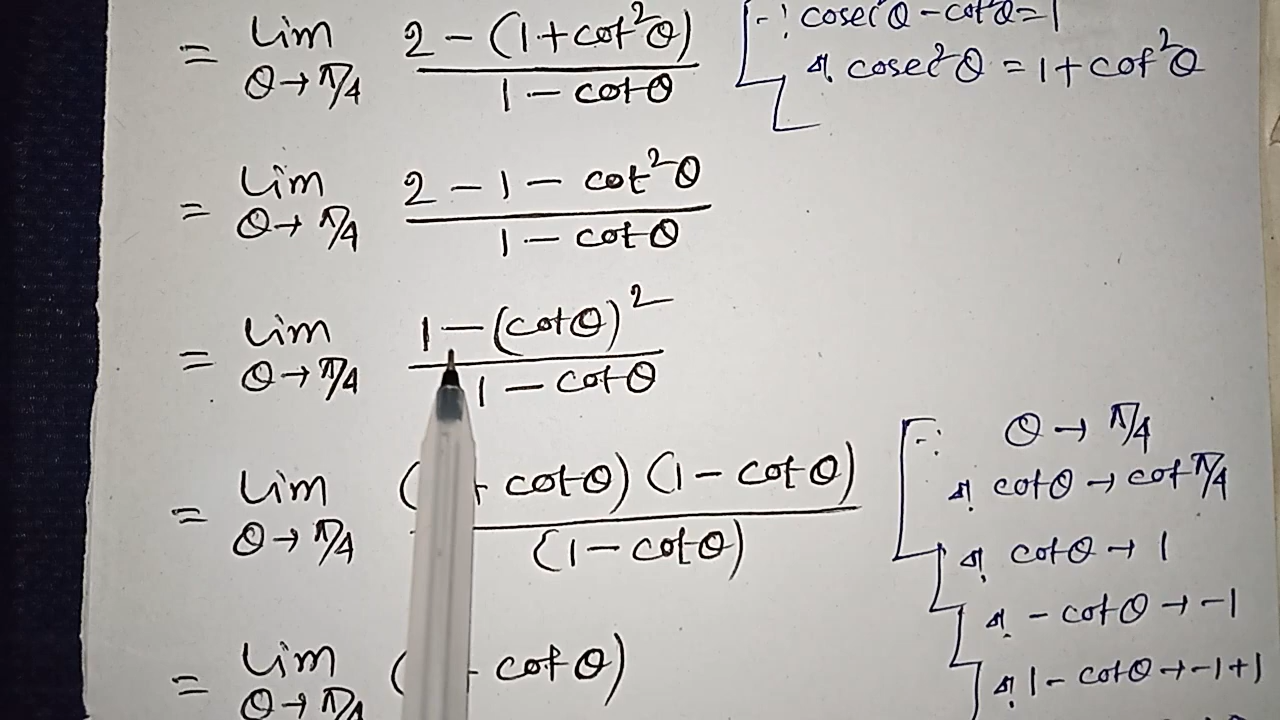 = Lim θ→π/4 2 − (1 + cot²θ) / 1 − cotθ
[∵ cosec²θ − cot²θ = 1
বা, cosec²θ = 1 + cot²θ
= Lim θ→π/4 2 − 1 − cot²θ / 1 − cotθ
= Lim θ→π/4 1 − (cotθ)² / 1 − cotθ
= Lim θ→π/4 ( cotθ) (1 − cotθ) / (1 − cotθ)
[∵ θ → π/4
বা, cotθ → cot π/4
বা, cotθ → 1
বা, − cotθ → −1
বা, 1 − cotθ → −1 + 1
= Lim θ→π/4 ( cotθ)